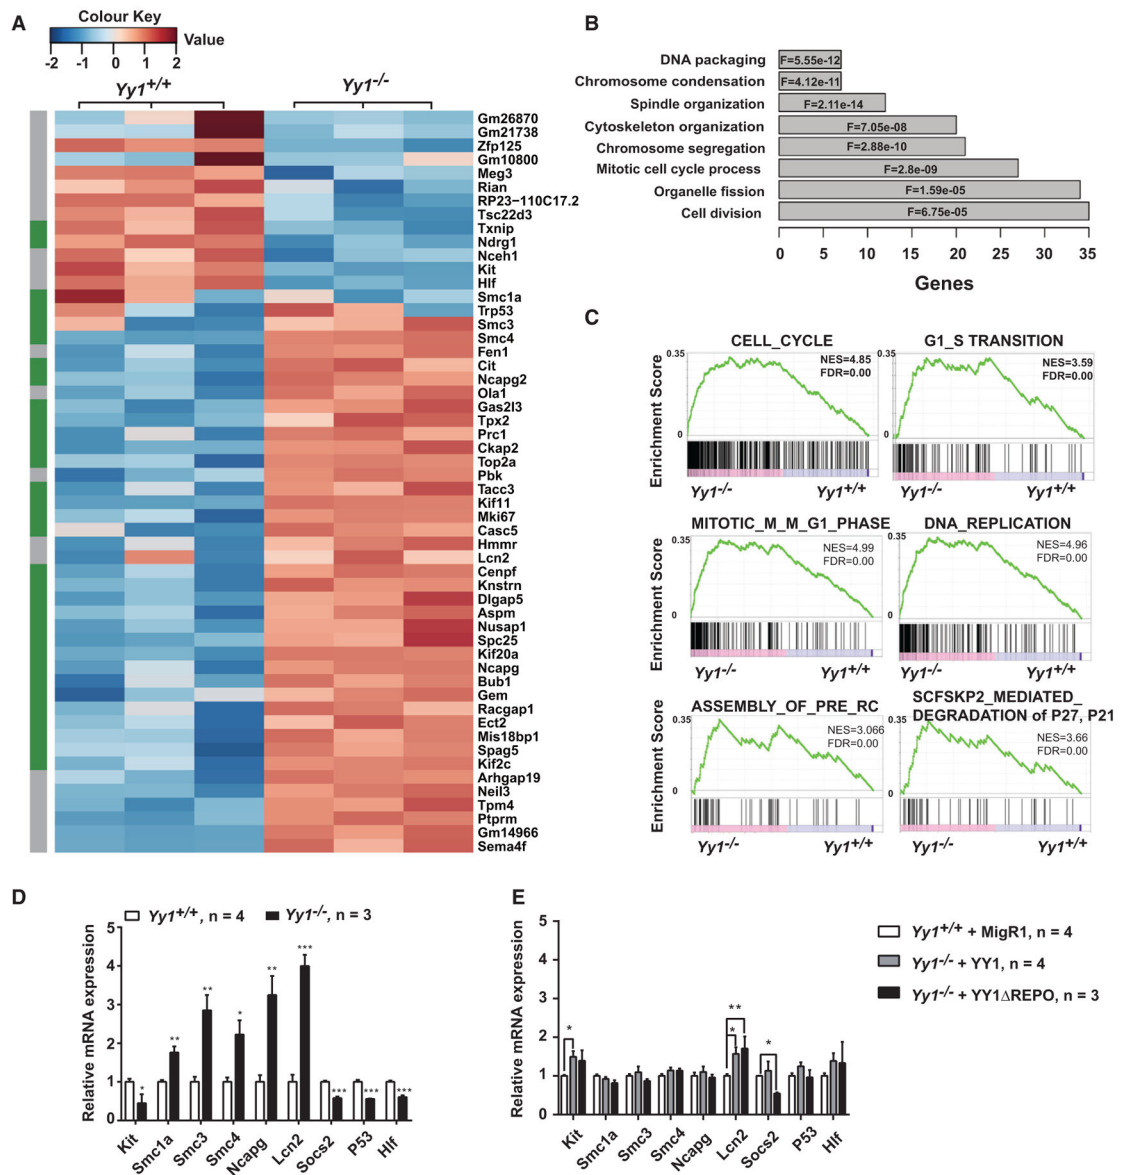 A
Colour Key
Value
-2 -1 0 1 2
Yy1+/+ Yy1-/-
Gm26870
Gm21738
Zfp125
Gm10800
Meg3
Rian
RP23−110C17.2
Tsc22d3
Txnip
Ndrg1
Nceh1
Kit
Hlf
Smc1a
Trp53
Smc3
Smc4
Fen1
Cit
Ncapg2
Ola1
Gas2l3
Tpx2
Prc1
Ckap2
Top2a
Pbk
Tacc3
Kif11
Mki67
Casc5
Hmmr
Lcn2
Cenpf
Knstrn
Dlgap5
Aspm
Nusap1
Spc25
Kif20a
Ncapg
Bub1
Gem
Racgap1
Ect2
Mis18bp1
Spag5
Kif2c
Arhgap19
Neil3
Tpm4
Ptprm
Gm14966
Sema4f
B
DNA packaging F=5.55e-12
Chromosome condensation F=4.12e-11
Spindle organization F=2.11e-14
Cytoskeleton organization F=7.05e-08
Chromosome segregation F=2.88e-10
Mitotic cell cycle process F=2.8e-09
Organelle fission F=1.59e-05
Cell division F=6.75e-05
0 5 10 15 20 25 30 35
Genes
C
CELL_CYCLE
NES=4.85
FDR=0.00
0.35
0
Enrichment Score
Yy1-/- Yy1+/+
G1_S TRANSITION
NES=3.59
FDR=0.00
0.35
0
Yy1-/- Yy1+/+
MITOTIC_M_M_G1_PHASE
NES=4.99
FDR=0.00
0.35
0
Enrichment Score
Yy1-/- Yy1+/+
DNA_REPLICATION
NES=4.96
FDR=0.00
0.35
0
Yy1-/- Yy1+/+
ASSEMBLY_OF_PRE_RC
NES=3.066
FDR=0.00
0.35
0
Enrichment Score
Yy1-/- Yy1+/+
SCFSKP2_MEDIATED_
DEGRADATION of P27, P21
NES=3.66
FDR=0.00
0.35
0
Yy1-/- Yy1+/+
D
Yy1+/+, n = 4 Yy1-/-, n = 3
Relative mRNA expression
5
4
3
2
1
0
* ** ** * ** *** *** *** ***
Kit Smc1a Smc3 Smc4 Ncapg Lcn2 Socs2 P53 Hlf
E
Yy1+/+ + MigR1, n = 4
Yy1-/- + YY1, n = 4
Yy1-/- + YY1ΔREPO, n = 3
Relative mRNA expression
5
4
3
2
1
0
* ** * *
Kit Smc1a Smc3 Smc4 Ncapg Lcn2 Socs2 P53 Hlf